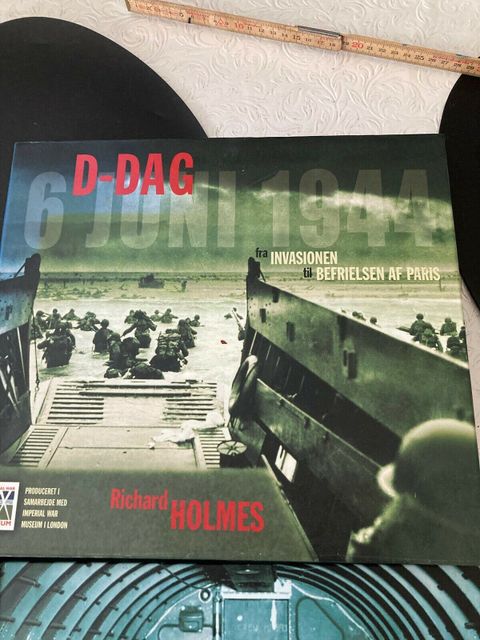 D-DAG
6 JUNI 1944
fra INVASIONEN
til BEFRIELSEN AF PARIS
PRODUCERET I
SAMARBEJDE MED
IMPERIAL WAR
MUSEUM I LONDON
Richard HOLMES